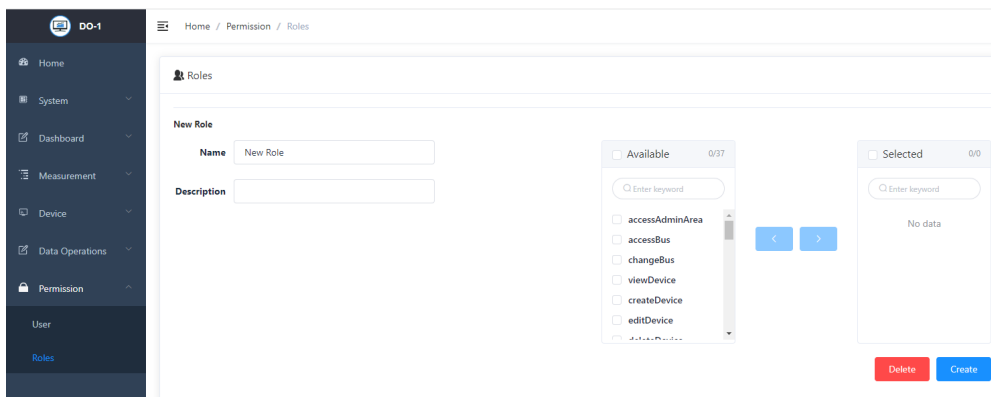 DO-1
Home / Permission / Roles
Home
System
Dashboard
Measurement
Device
Data Operations
Permission
User
Roles
Roles
New Role
Name New Role
Description
Available 0/37
Enter keyword
accessAdminArea
accessBus
changeBus
viewDevice
createDevice
editDevice
deleteDevice
Selected 0/0
Enter keyword
No data
Delete Create